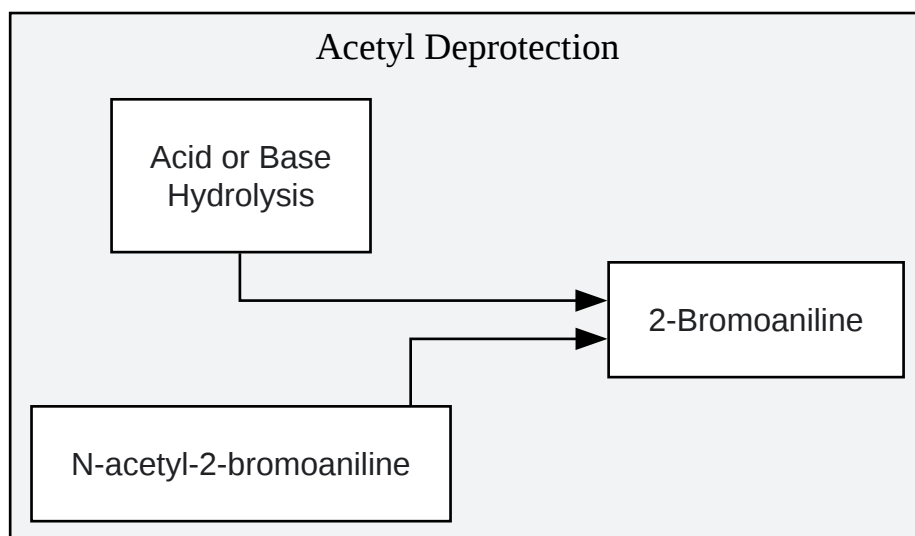 Acetyl Deprotection
Acid or Base
Hydrolysis
2-Bromoaniline
N-acetyl-2-bromoaniline